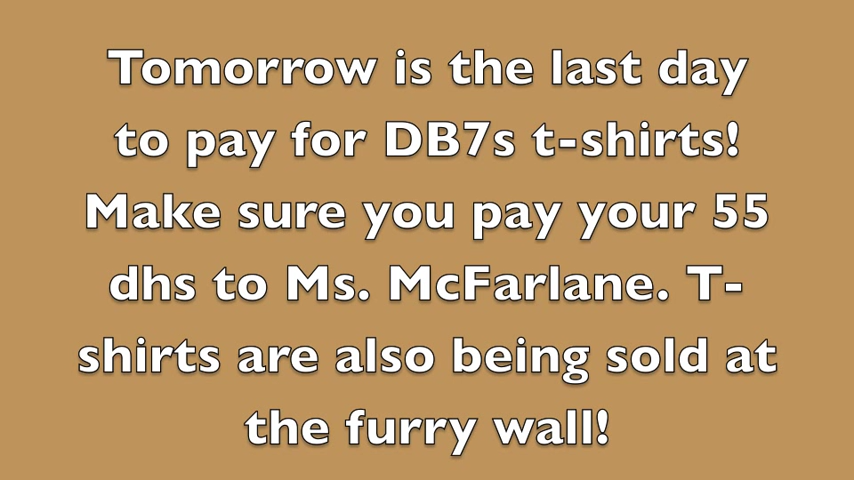 Tomorrow is the last day
to pay for DB7s t-shirts!
Make sure you pay your 55
dhs to Ms. McFarlane. T-
shirts are also being sold at
the furry wall!